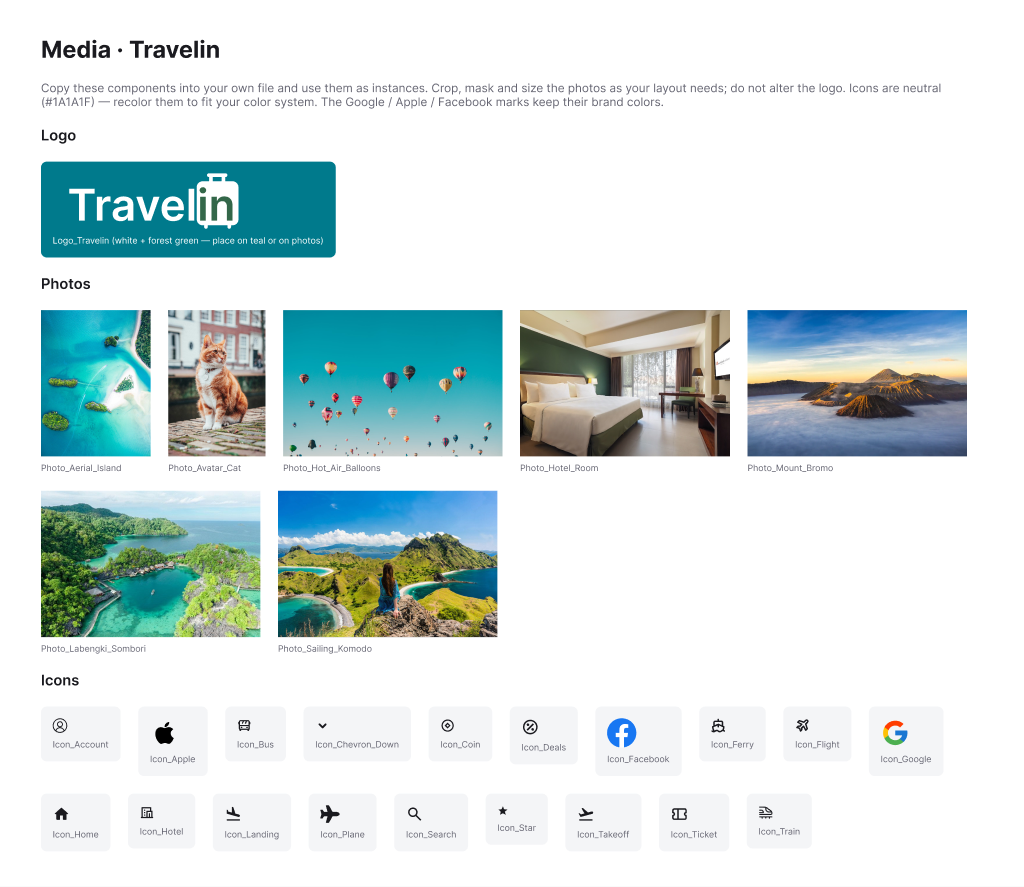 Media · Travelin
Copy these components into your own file and use them as instances. Crop, mask and size the photos as your layout needs; do not alter the logo. Icons are neutral
(#1A1A1F) — recolor them to fit your color system. The Google / Apple / Facebook marks keep their brand colors.
Logo
Travelin
Logo_Travelin (white + forest green — place on teal or on photos)
Photos
Photo_Aerial_Island
Photo_Avatar_Cat
Photo_Hot_Air_Balloons
Photo_Hotel_Room
Photo_Mount_Bromo
Photo_Labengki_Sombori
Photo_Sailing_Komodo
Icons
Icon_Account
Icon_Apple
Icon_Bus
Icon_Chevron_Down
Icon_Coin
Icon_Deals
Icon_Facebook
Icon_Ferry
Icon_Flight
Icon_Google
Icon_Home
Icon_Hotel
Icon_Landing
Icon_Plane
Icon_Search
Icon_Star
Icon_Takeoff
Icon_Ticket
Icon_Train